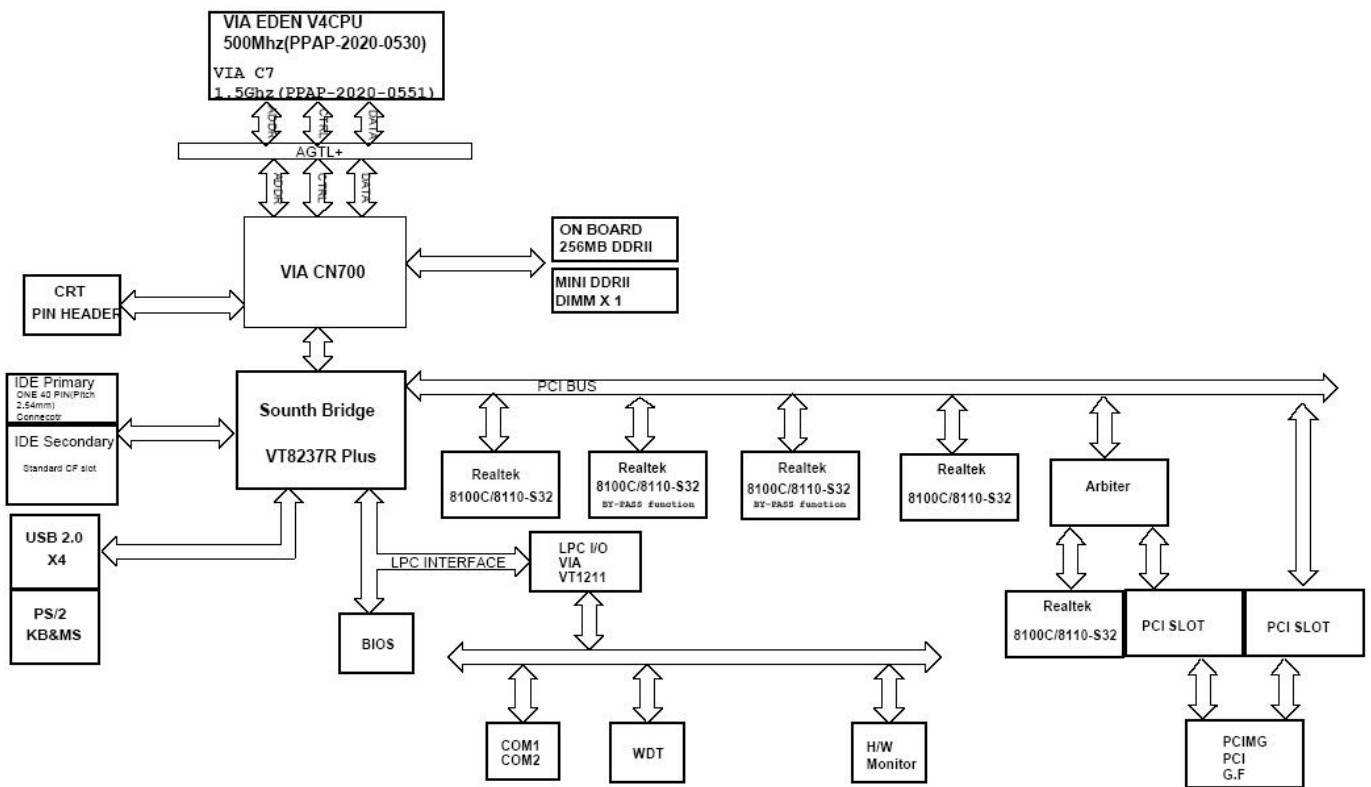 VIA EDEN V4CPU
500Mhz(PPAP-2020-0530)
VIA C7
1.5Ghz(PPAP-2020-0551)
ADDR
CTRL
DATA
AGTL+
ADDR
CTRL
DATA
VIA CN700
ON BOARD
256MB DDRII
MINI DDRII
DIMM X 1
CRT
PIN HEADER
IDE Primary
ONE 40 PIN(Pitch
2.54mm)
Connecotr
IDE Secondary
Standard CF slot
Sounth Bridge
VT8237R Plus
PCI BUS
Realtek
8100C/8110-S32
Realtek
8100C/8110-S32
BY-PASS function
Realtek
8100C/8110-S32
BY-PASS function
Realtek
8100C/8110-S32
Arbiter
USB 2.0
X4
PS/2
KB&MS
LPC INTERFACE
LPC I/O
VIA
VT1211
BIOS
Realtek
8100C/8110-S32
PCI SLOT
PCI SLOT
COM1
COM2
WDT
H/W
Monitor
PCIMG
PCI
G.F